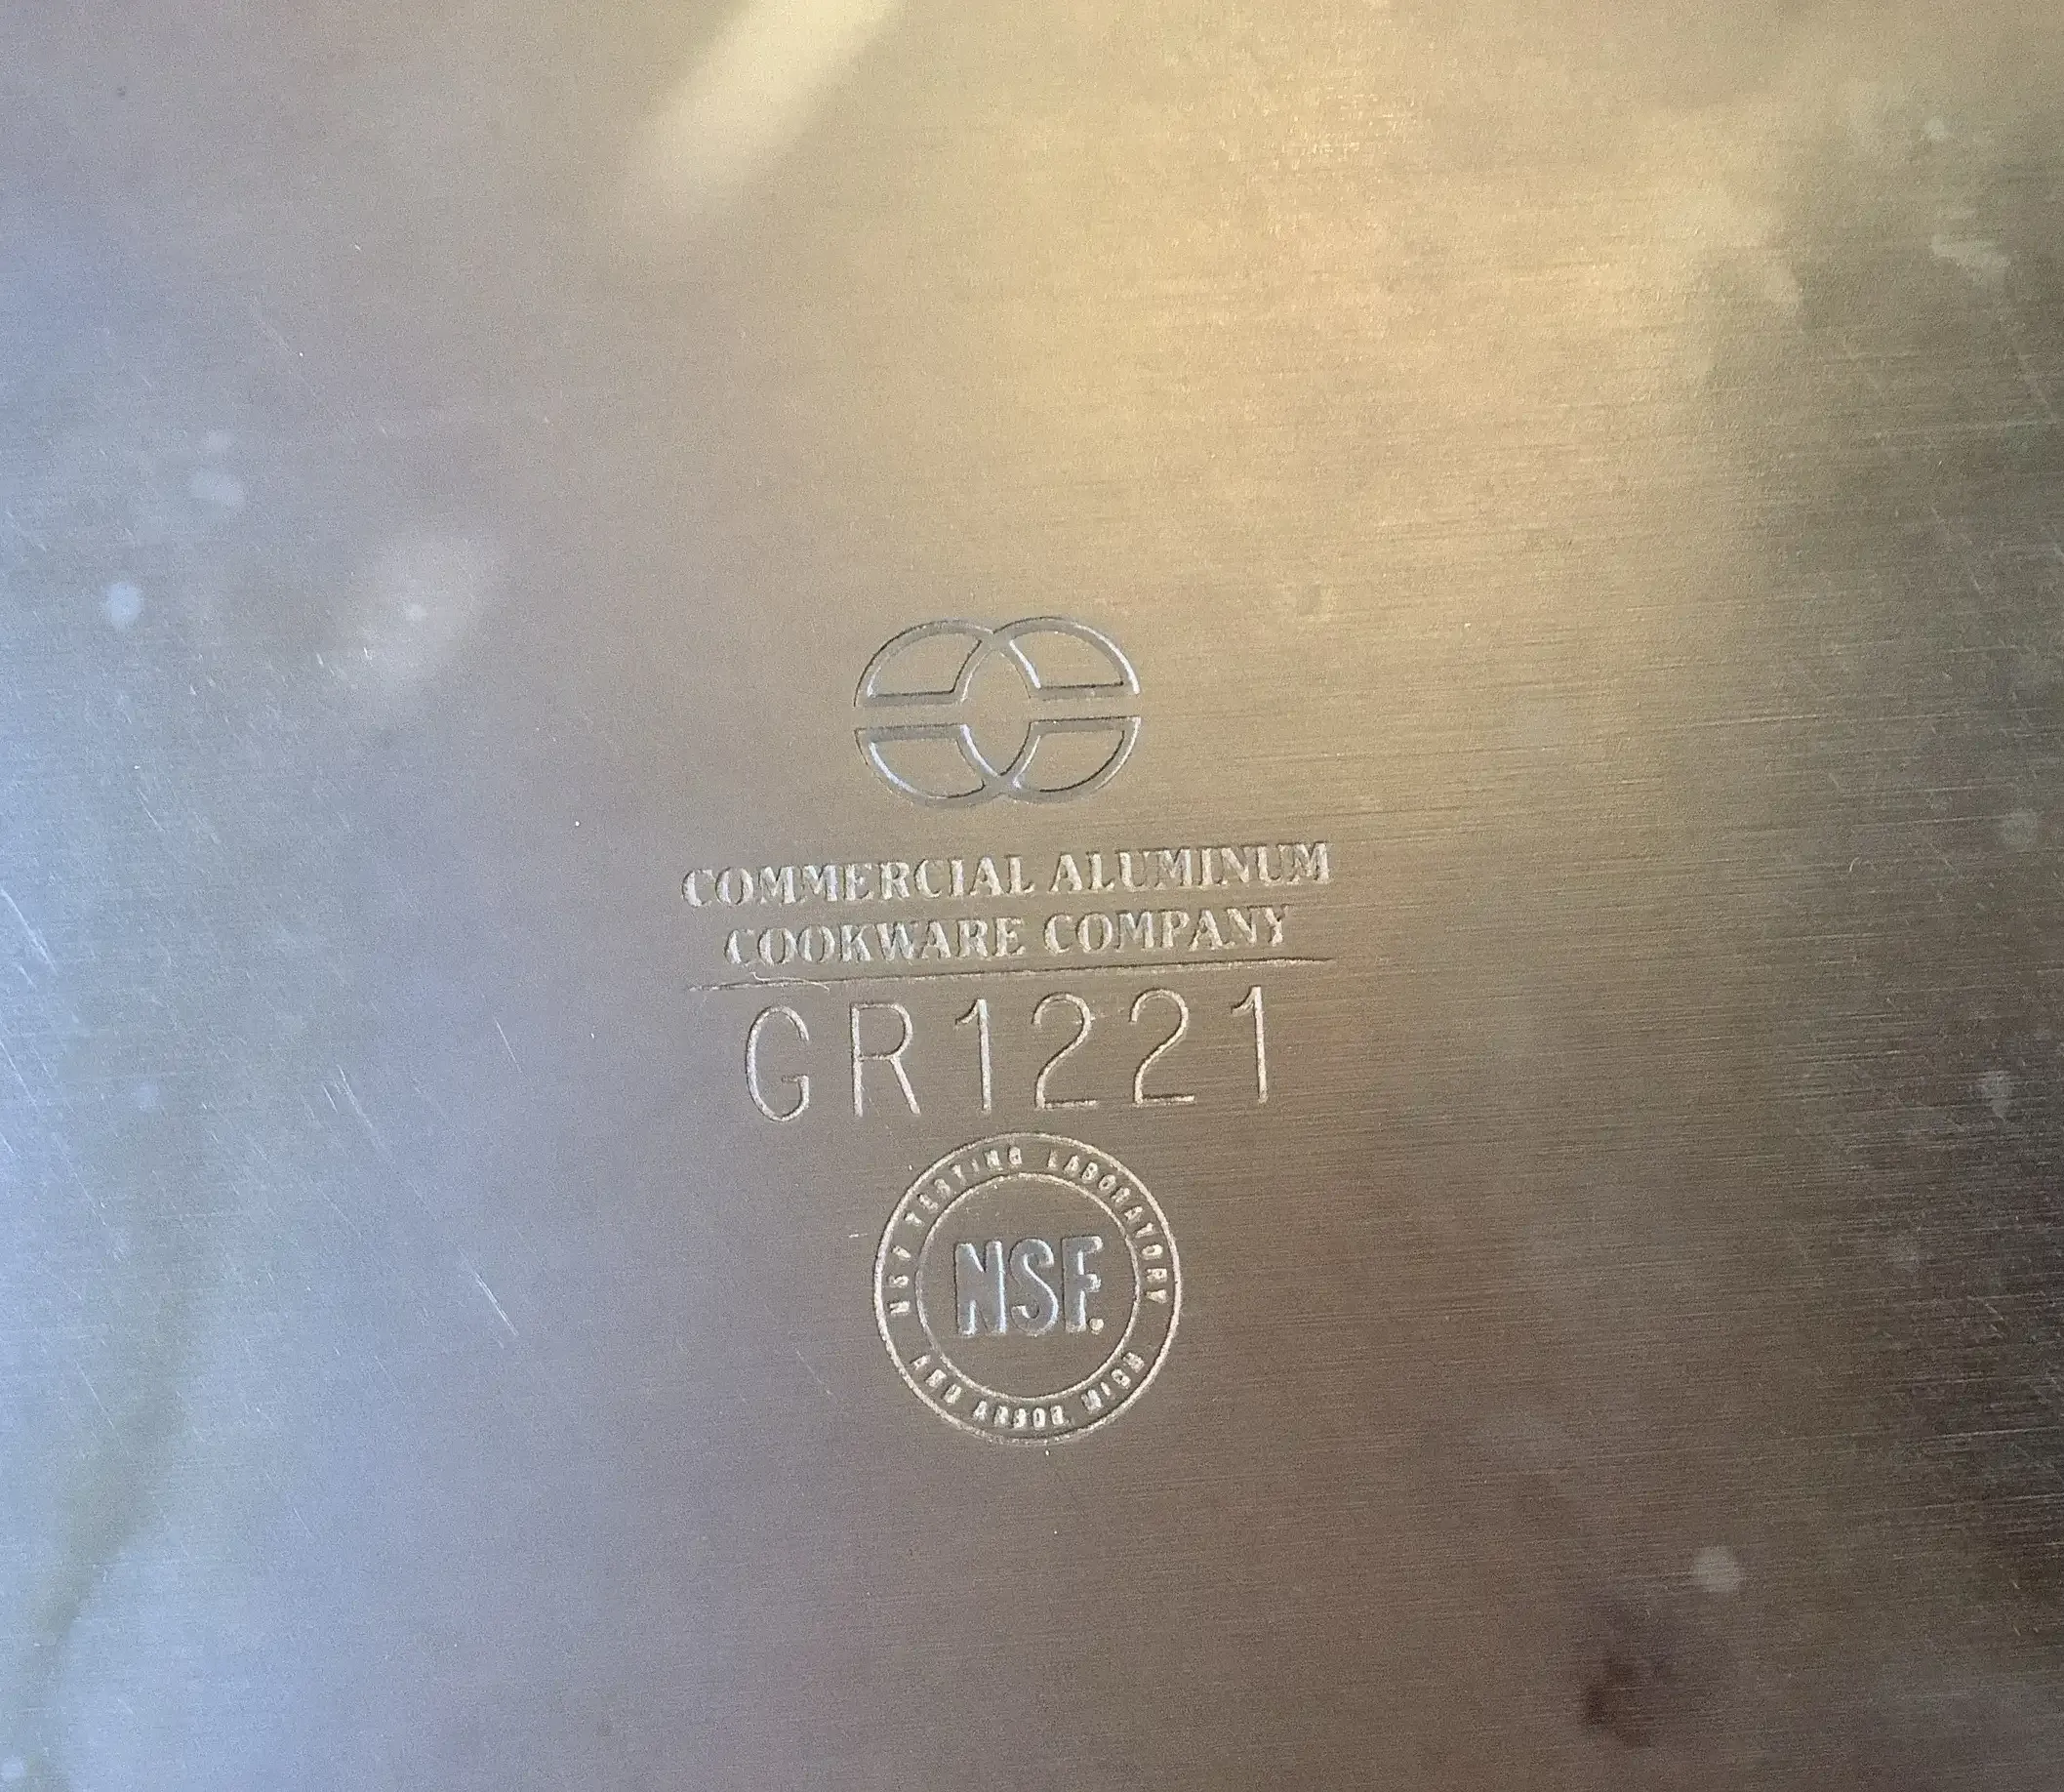 COMMERCIAL ALUMINUM
COOKWARE COMPANY
GR1221
NSF TESTING LABORATORY
NSF.
ANN ARBOR, MICH